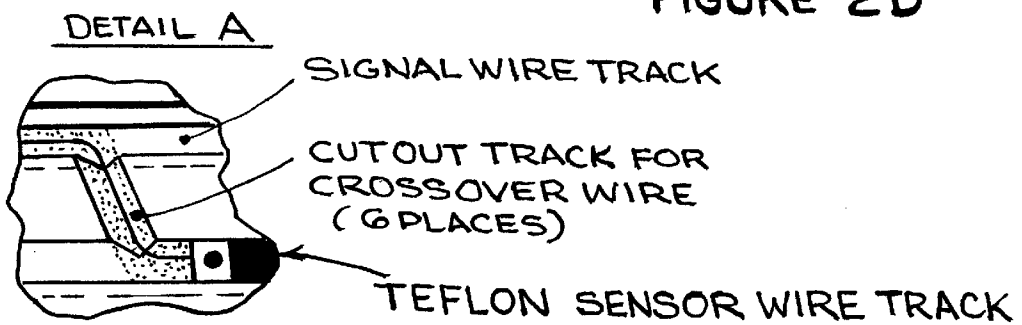 FIGURE 2D
DETAIL A
SIGNAL WIRE TRACK
CUTOUT TRACK FOR
CROSSOVER WIRE
(6 PLACES)
TEFLON SENSOR WIRE TRACK